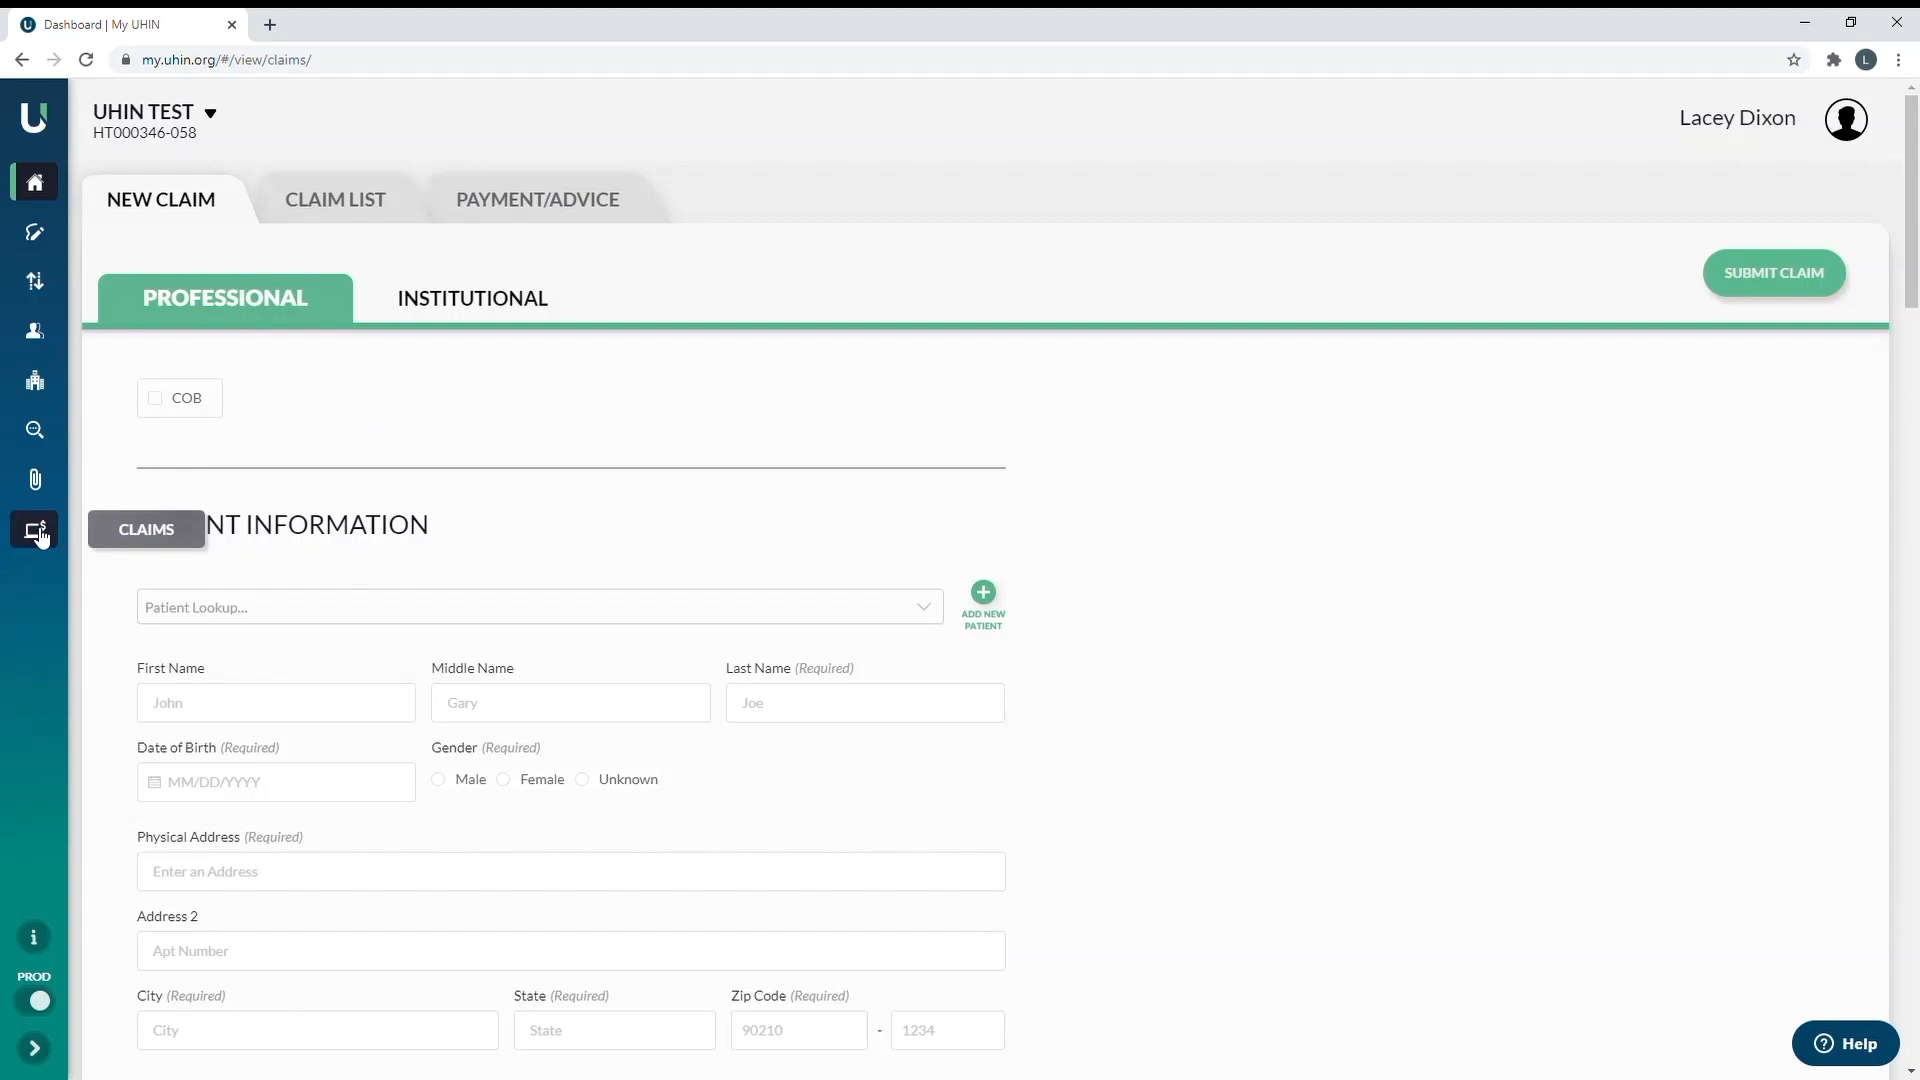 Dashboard | My UHIN
my.uhin.org/#/view/claims/
L
UHIN TEST
HT000346-058
Lacey Dixon
NEW CLAIM
CLAIM LIST
PAYMENT/ADVICE
PROFESSIONAL
INSTITUTIONAL
SUBMIT CLAIM
COB
CLAIMS
NT INFORMATION
Patient Lookup...
ADD NEW
PATIENT
First Name
Middle Name
Last Name (Required)
John
Gary
Joe
Date of Birth (Required)
Gender (Required)
MM/DD/YYYY
Male
Female
Unknown
Physical Address (Required)
Enter an Address
Address 2
Apt Number
PROD
City (Required)
State (Required)
Zip Code (Required)
City
State
90210
-
1234
Help